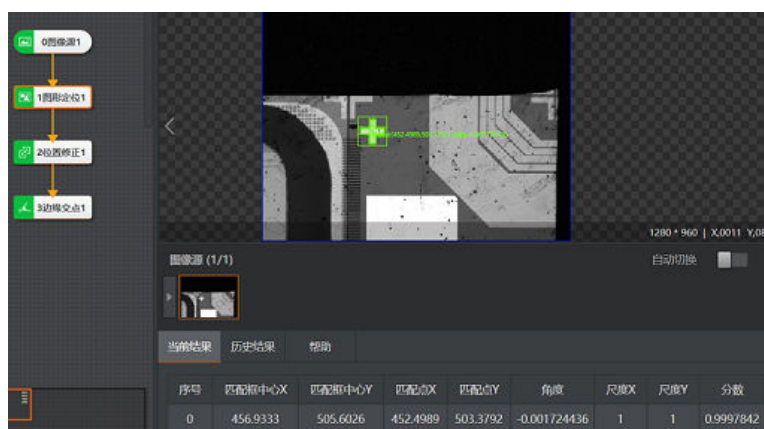 0图像源1
1图形定位1
2位置修正1
3边缘交点1
1280 * 960 | X,0011 Y,08
图像源 (1/1)
自动切换
当前结果 历史结果 帮助
序号 匹配框中心X 匹配框中心Y 匹配点X 匹配点Y 角度 尺度X 尺度Y 分数
0 456.9333 505.6026 452.4989 503.3792 -0.001724436 1 1 0.9997842